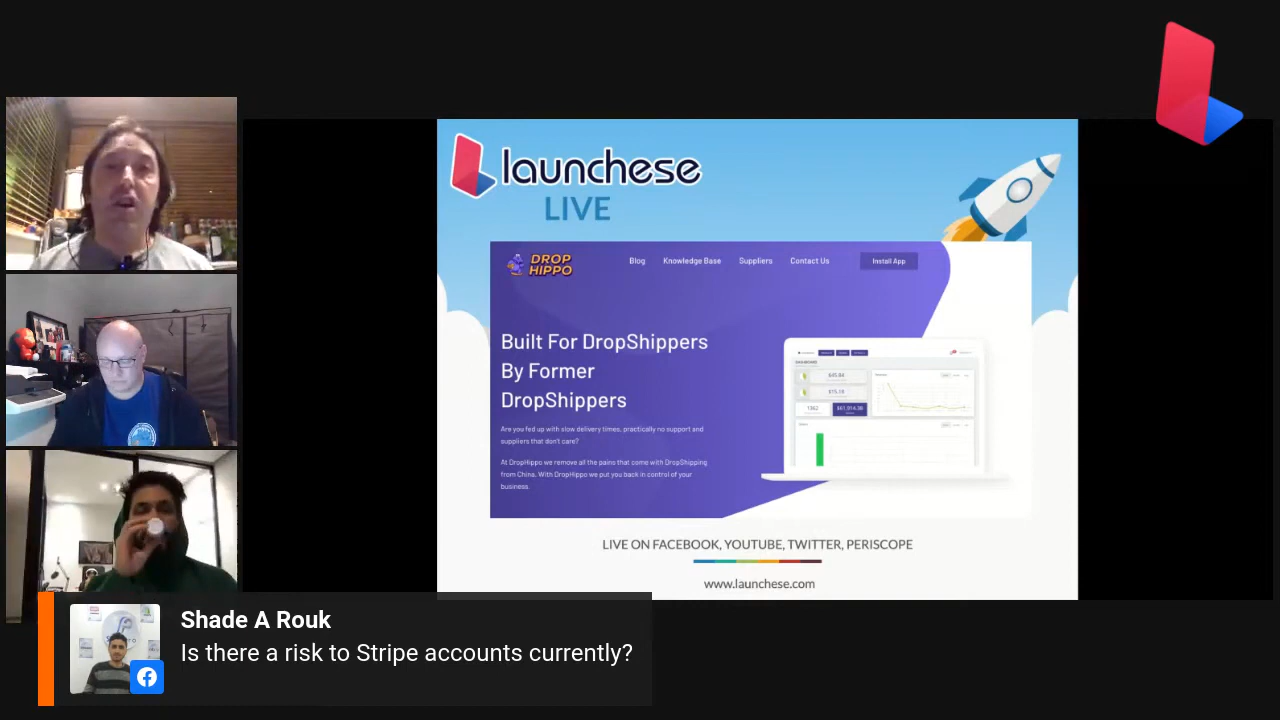 launchese
LIVE
DROP
HIPPO
Blog Knowledge Base Suppliers Contact Us Install App
Built For DropShippers
By Former
DropShippers
Are you fed up with slow delivery times, practically no support and
suppliers that don't care?
At DropHippo we remove all the pains that come with DropShipping
from China. With DropHippo we put you back in control of your
business.
LIVE ON FACEBOOK, YOUTUBE, TWITTER, PERISCOPE
www.launchese.com
Shade A Rouk
Is there a risk to Stripe accounts currently?